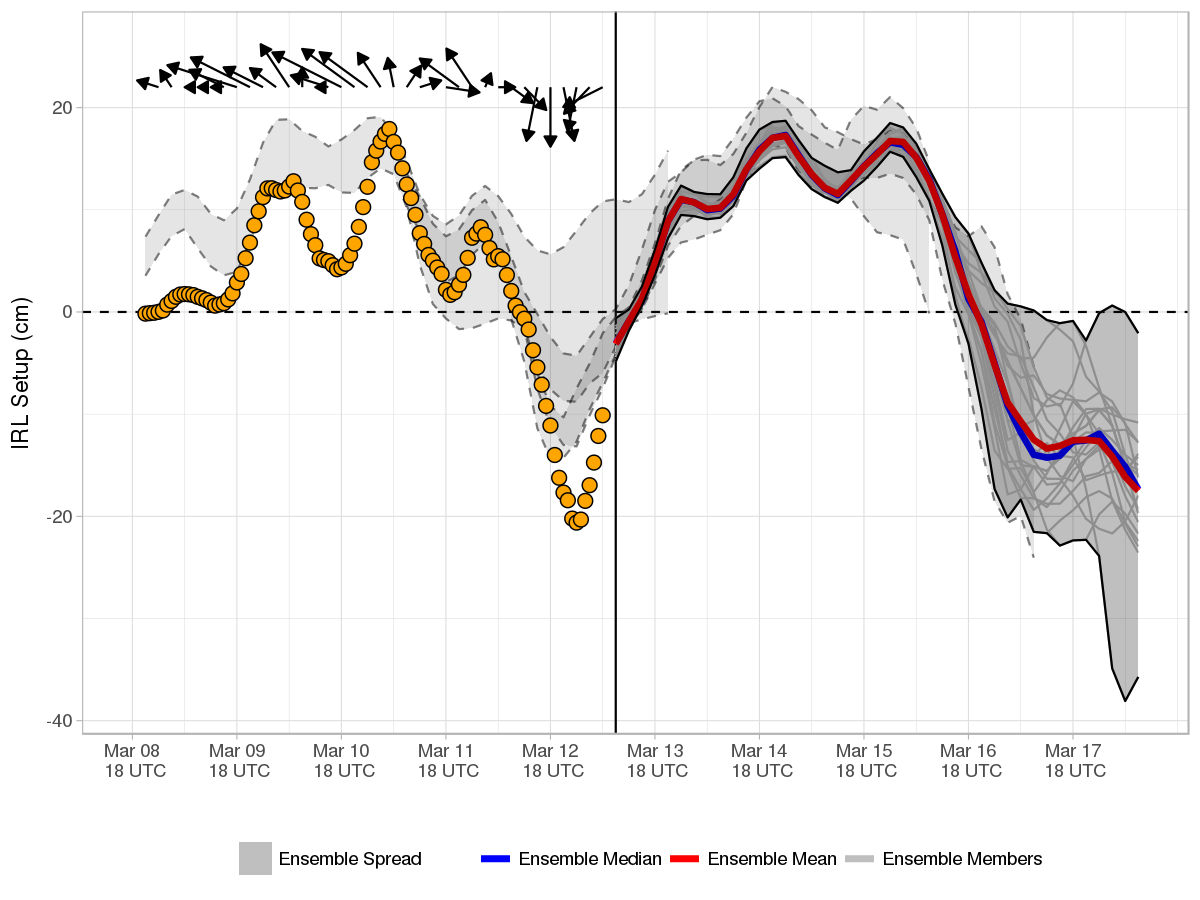 IRL Setup (cm)
20
0
-20
-40
Mar 08
18 UTC
Mar 09
18 UTC
Mar 10
18 UTC
Mar 11
18 UTC
Mar 12
18 UTC
Mar 13
18 UTC
Mar 14
18 UTC
Mar 15
18 UTC
Mar 16
18 UTC
Mar 17
18 UTC
Ensemble Spread
Ensemble Median
Ensemble Mean
Ensemble Members